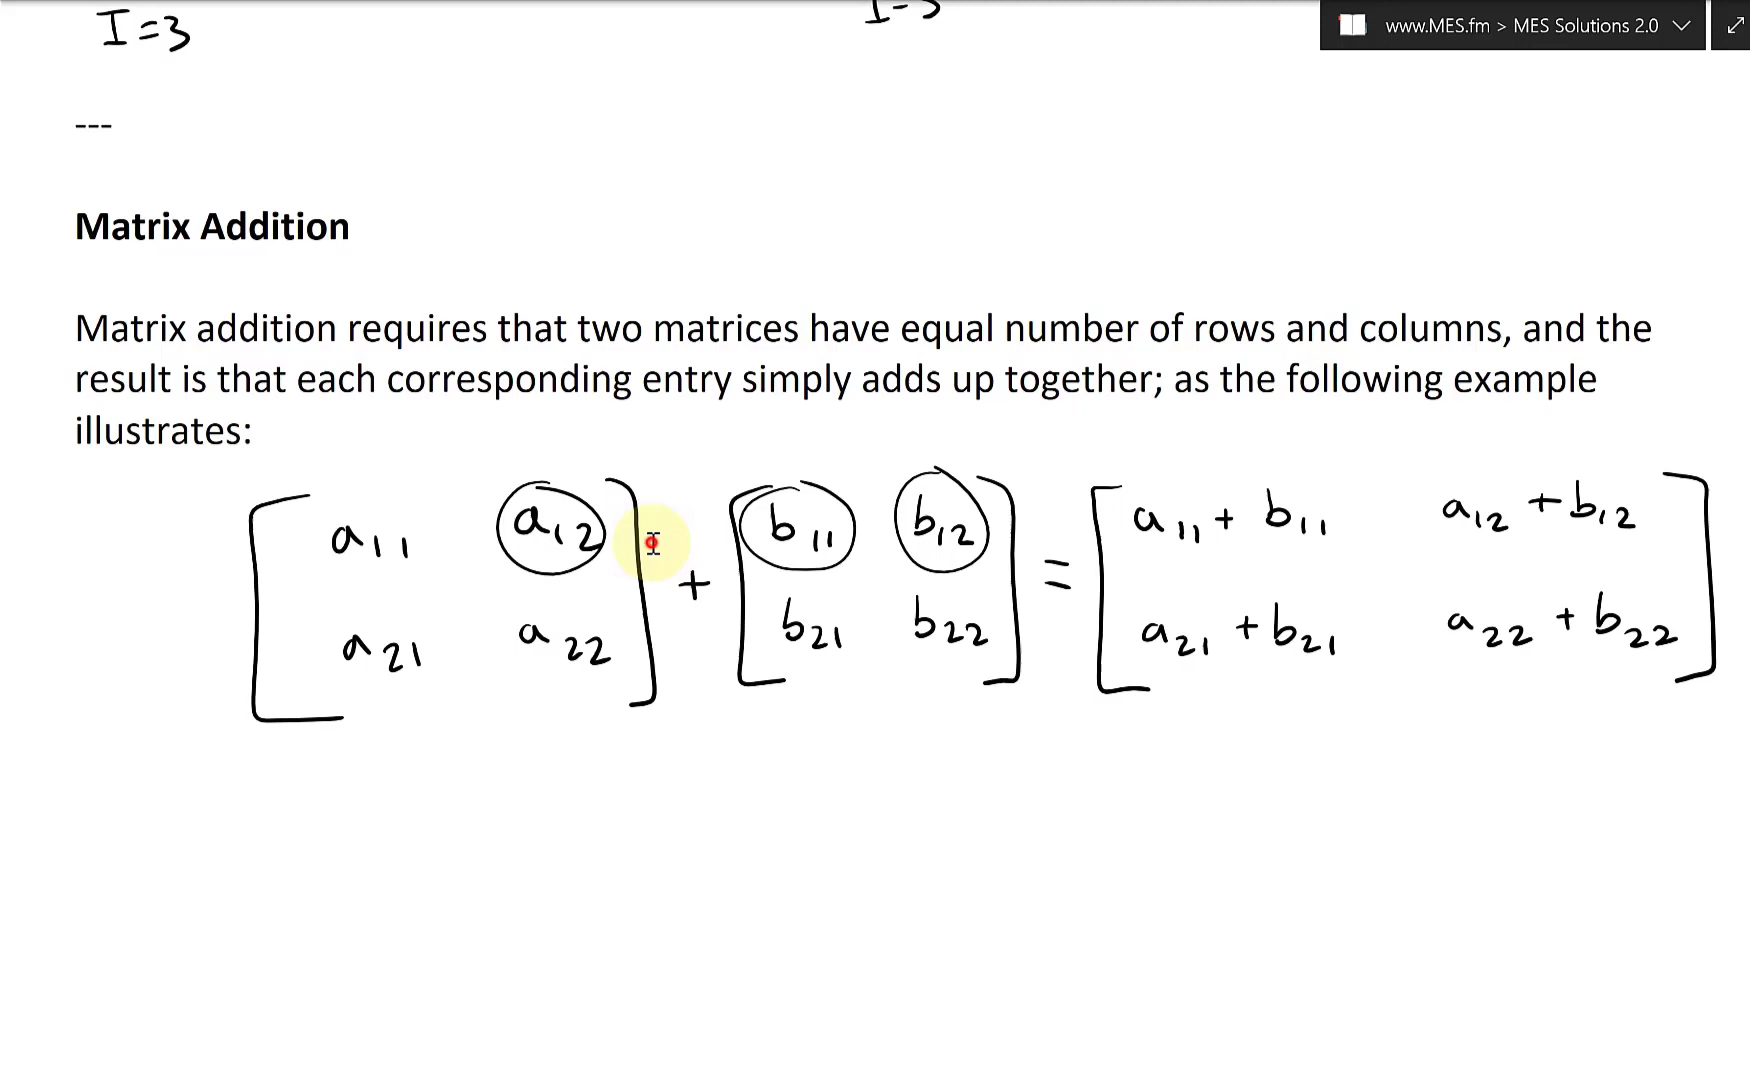 I=3
I=3
www.MES.fm > MES Solutions 2.0
---
Matrix Addition
Matrix addition requires that two matrices have equal number of rows and columns, and the
result is that each corresponding entry simply adds up together; as the following example
illustrates:
[ a11 a12 ] + [ b11 b12 ] = [ a11 + b11 a12 + b12 ]
[ a21 a22 ] [ b21 b22 ] [ a21 + b21 a22 + b22 ]